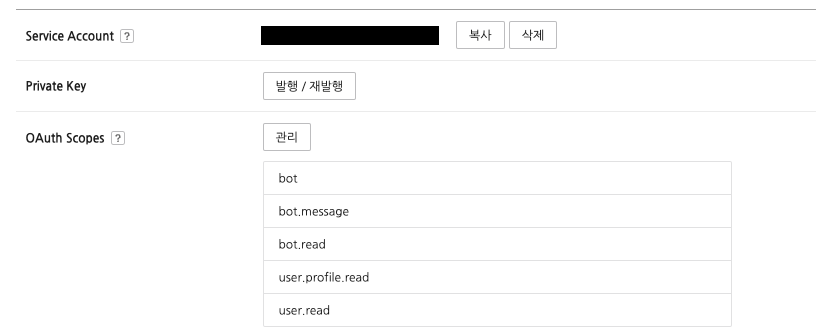 Service Account ? 복사 삭제
Private Key 발행 / 재발행
OAuth Scopes ? 관리
bot
bot.message
bot.read
user.profile.read
user.read